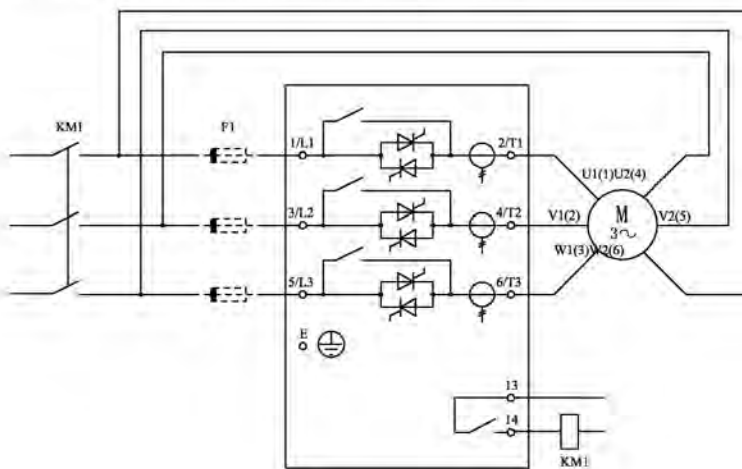 KM1
F1
1/L1
2/T1
U1(1)U2(4)
3/L2
4/T2
V1(2)
M
3~
V2(5)
W1(3)W2(6)
5/L3
6/T3
E
13
14
KM1